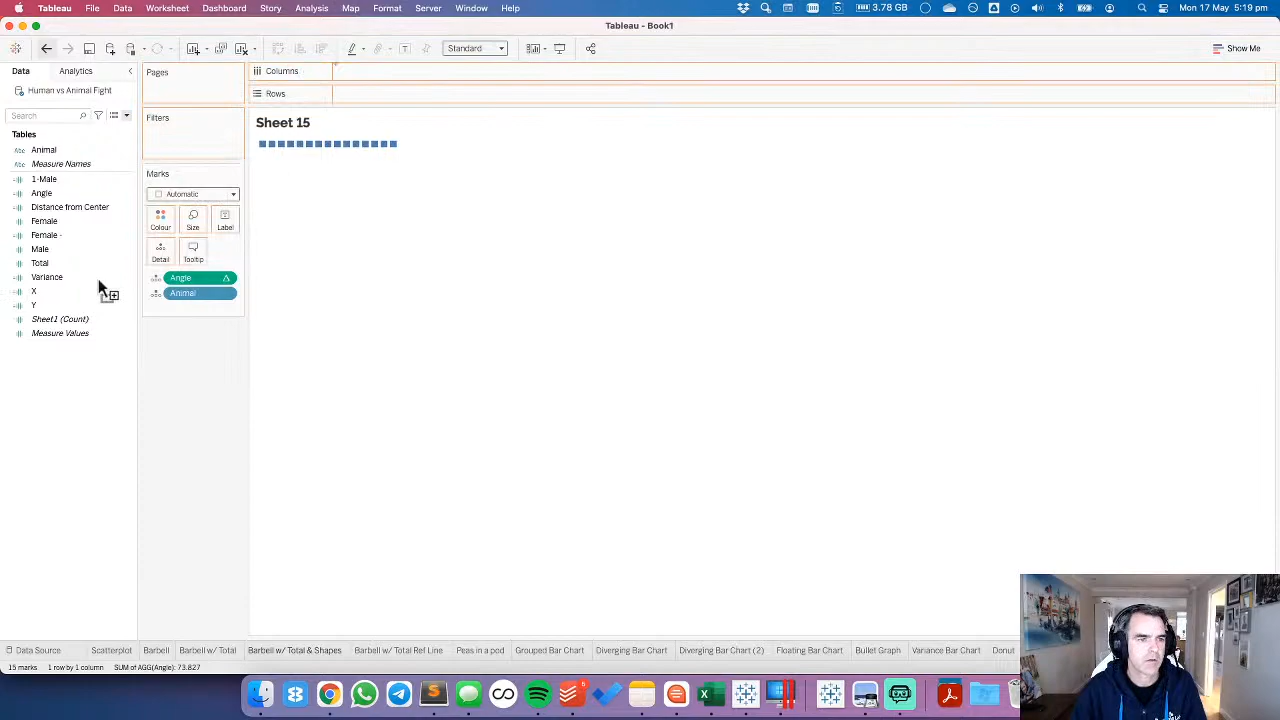 Tableau File Data Worksheet Dashboard Story Analysis Map Format Server Window Help 3.78 GB Mon 17 May 5:19 pm
Tableau - Book1
Standard Show Me
Data Analytics Pages Columns
Human vs Animal Fight Rows
Search Filters
Tables
Sheet 15
Abc Animal
Abc Measure Names
Marks
1-Male
Angle Automatic
Distance from Center
Female Colour Size Label
Female -
Male Detail Tooltip
Total
Variance Angle Δ
X Animal
Y
Sheet1 (Count)
Measure Values
Data Source Scatterplot Barbell Barbell w/ Total Barbell w/ Total & Shapes Barbell w/ Total Ref Line Peas in a pod Grouped Bar Chart Diverging Bar Chart Diverging Bar Chart (2) Floating Bar Chart Bullet Graph Variance Bar Chart Donut
15 marks 1 row by 1 column SUM of AGG(Angle): 73.827